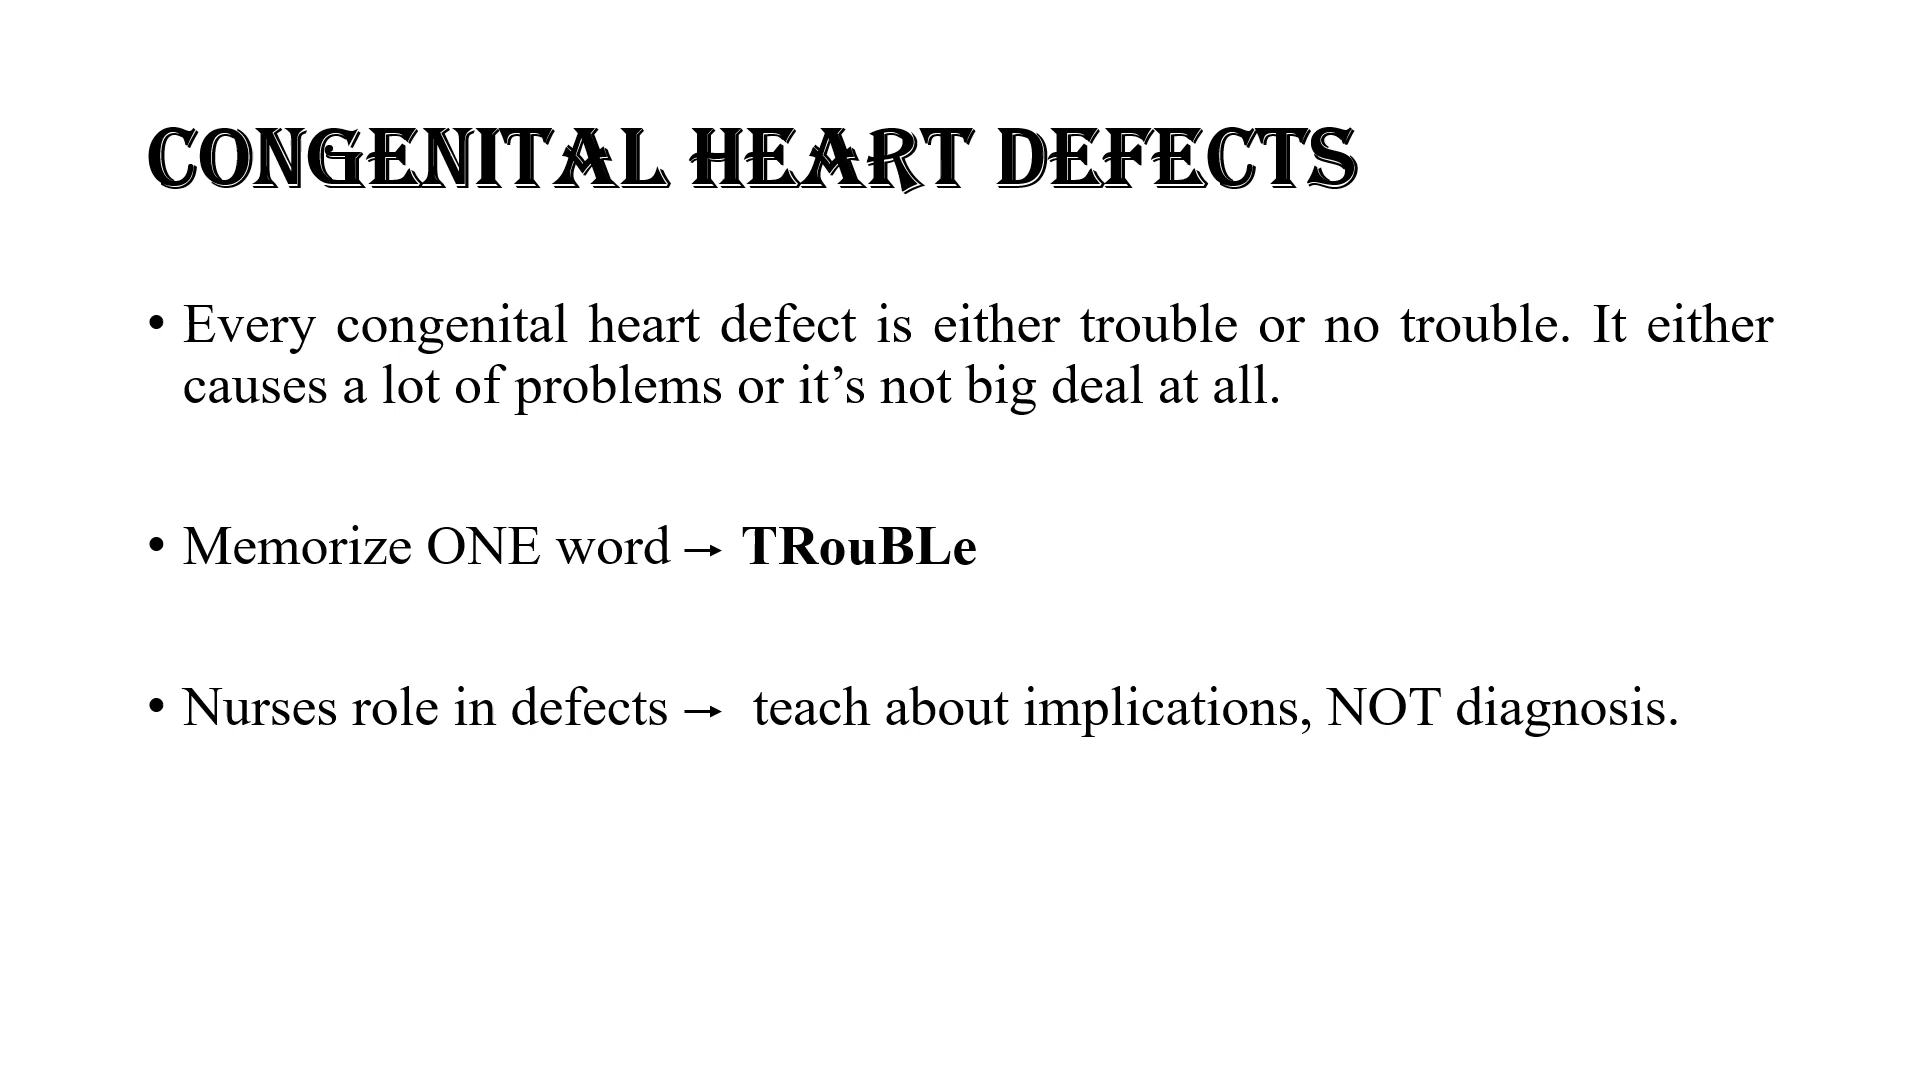 CONGENITAL HEART DEFECTS
• Every congenital heart defect is either trouble or no trouble. It either
causes a lot of problems or it’s not big deal at all.
• Memorize ONE word → TRouBLe
• Nurses role in defects → teach about implications, NOT diagnosis.